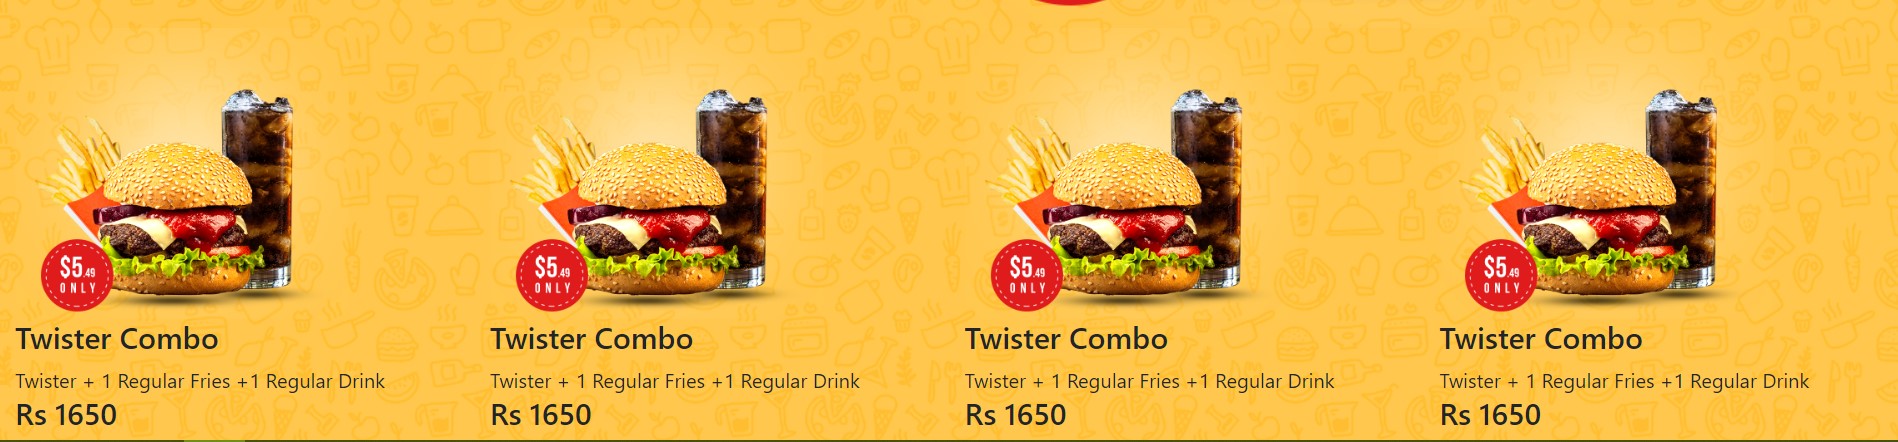 $5.49
ONLY
Twister Combo
Twister + 1 Regular Fries +1 Regular Drink
Rs 1650
$5.49
ONLY
Twister Combo
Twister + 1 Regular Fries +1 Regular Drink
Rs 1650
$5.49
ONLY
Twister Combo
Twister + 1 Regular Fries +1 Regular Drink
Rs 1650
$5.49
ONLY
Twister Combo
Twister + 1 Regular Fries +1 Regular Drink
Rs 1650